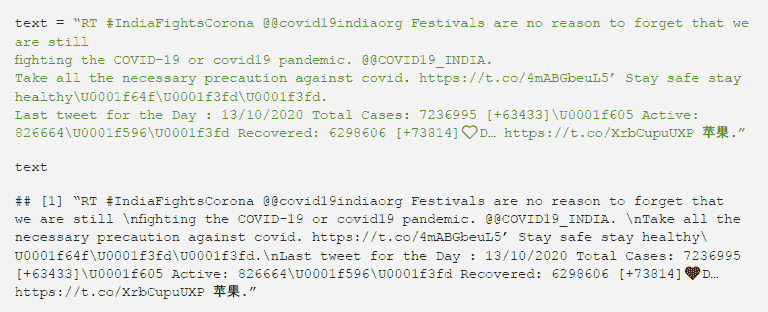 text = “RT #IndiaFightsCorona @@covid19indiaorg Festivals are no reason to forget that we
are still
fighting the COVID-19 or covid19 pandemic. @@COVID19_INDIA.
Take all the necessary precaution against covid. https://t.co/4mABGbeuL5’ Stay safe stay
healthy\U0001f64f\U0001f3fd\U0001f3fd.
Last tweet for the Day : 13/10/2020 Total Cases: 7236995 [+63433]\U0001f605 Active:
826664\U0001f596\U0001f3fd Recovered: 6298606 [+73814]🤍D… https://t.co/XrbCupuUXP 苹果.”
text
## [1] “RT #IndiaFightsCorona @@covid19indiaorg Festivals are no reason to forget that
we are still \nfighting the COVID-19 or covid19 pandemic. @@COVID19_INDIA. \nTake all the
necessary precaution against covid. https://t.co/4mABGbeuL5’ Stay safe stay healthy\
U0001f64f\U0001f3fd\U0001f3fd.\nLast tweet for the Day : 13/10/2020 Total Cases: 7236995
[+63433]\U0001f605 Active: 826664\U0001f596\U0001f3fd Recovered: 6298606 [+73814]🖤D…
https://t.co/XrbCupuUXP 苹果.”